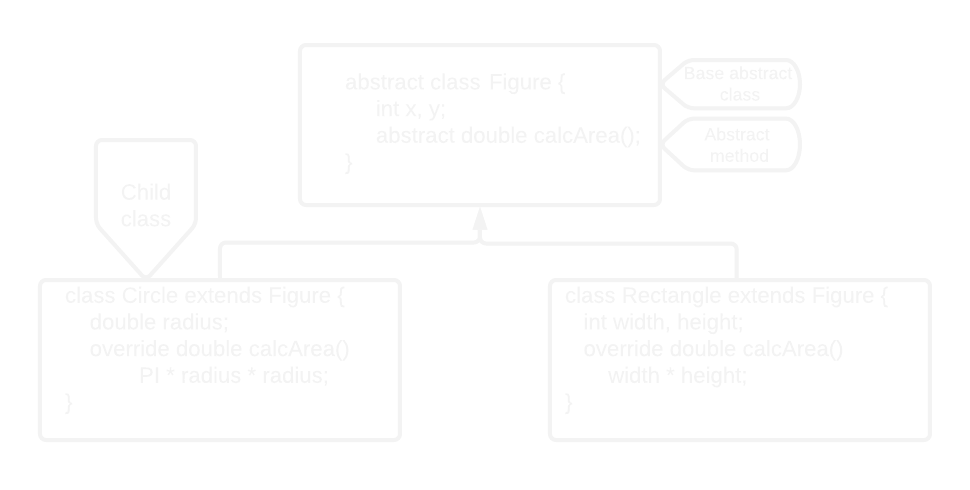 abstract class Figure {
int x, y;
abstract double calcArea();
}
Base abstract
class
Abstract
method
Child
class
class Circle extends Figure {
double radius;
override double calcArea()
PI * radius * radius;
}
class Rectangle extends Figure {
int width, height;
override double calcArea()
width * height;
}